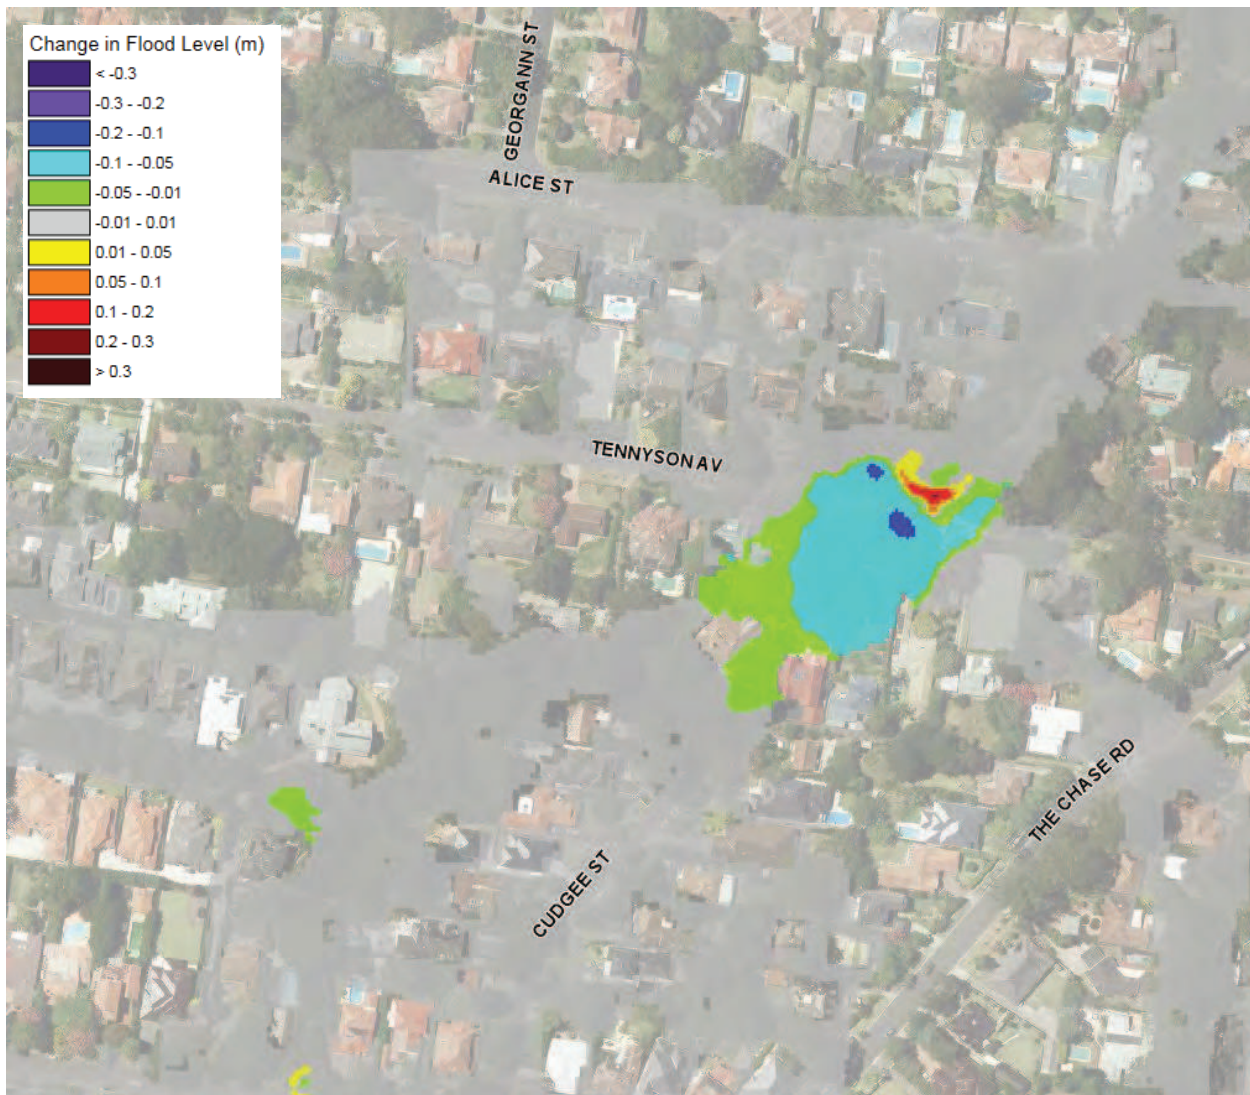 Change in Flood Level (m)
< -0.3
-0.3 - -0.2
-0.2 - -0.1
-0.1 - -0.05
-0.05 - -0.01
-0.01 - 0.01
0.01 - 0.05
0.05 - 0.1
0.1 - 0.2
0.2 - 0.3
> 0.3
GEORGANN ST
ALICE ST
TENNYSON AV
THE CHASE RD
CUDGEE ST